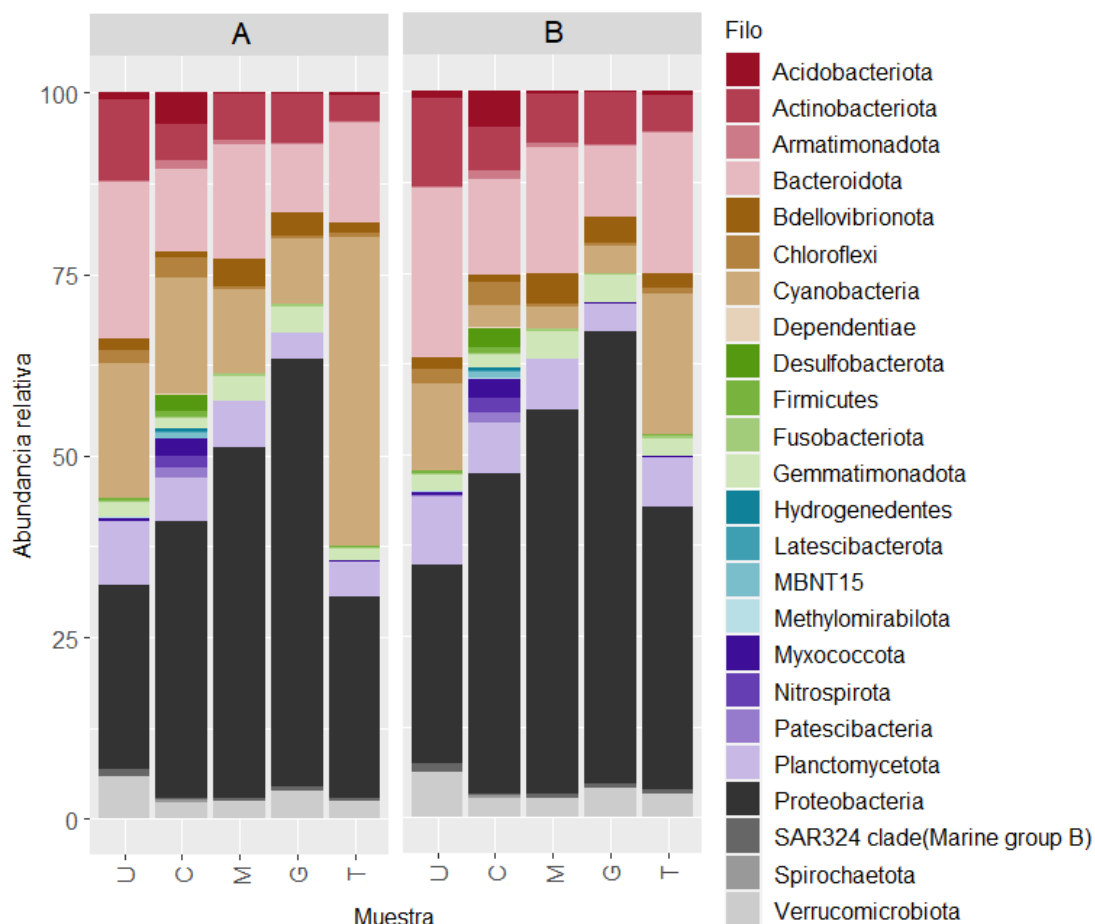 A
B
Abundancia relativa
100
75
50
25
0
U
C
M
G
T
U
C
M
G
T
Muestra
Filo
Acidobacteriota
Actinobacteriota
Armatimonadota
Bacteroidota
Bdellovibrionota
Chloroflexi
Cyanobacteria
Dependentiae
Desulfobacterota
Firmicutes
Fusobacteriota
Gemmatimonadota
Hydrogenedentes
Latescibacterota
MBNT15
Methylomirabilota
Myxococcota
Nitrospirota
Patescibacteria
Planctomycetota
Proteobacteria
SAR324 clade(Marine group B)
Spirochaetota
Verrucomicrobiota